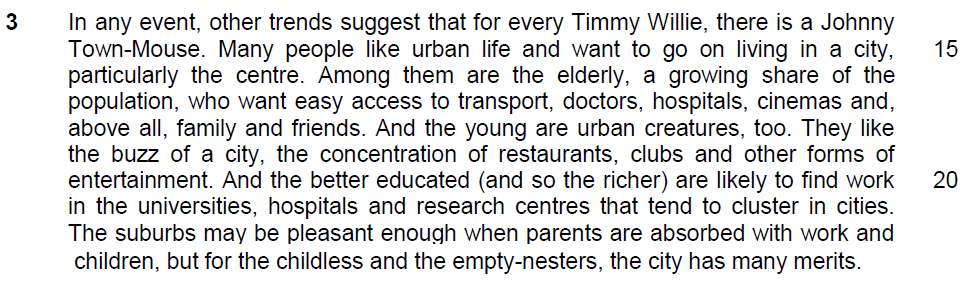 3 In any event, other trends suggest that for every Timmy Willie, there is a Johnny
Town-Mouse. Many people like urban life and want to go on living in a city, 15
particularly the centre. Among them are the elderly, a growing share of the
population, who want easy access to transport, doctors, hospitals, cinemas and,
above all, family and friends. And the young are urban creatures, too. They like
the buzz of a city, the concentration of restaurants, clubs and other forms of
entertainment. And the better educated (and so the richer) are likely to find work 20
in the universities, hospitals and research centres that tend to cluster in cities.
The suburbs may be pleasant enough when parents are absorbed with work and
children, but for the childless and the empty-nesters, the city has many merits.